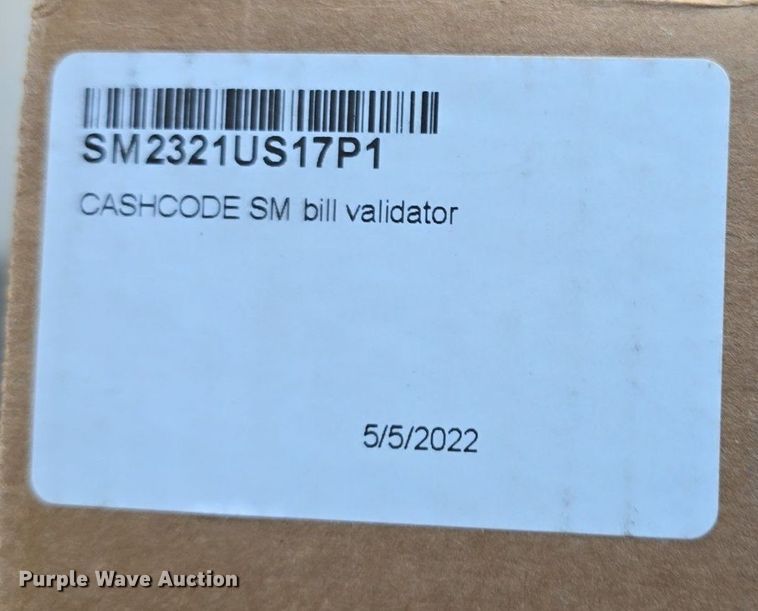 SM2321US17P1
CASHCODE SM bill validator
5/5/2022
Purple Wave Auction